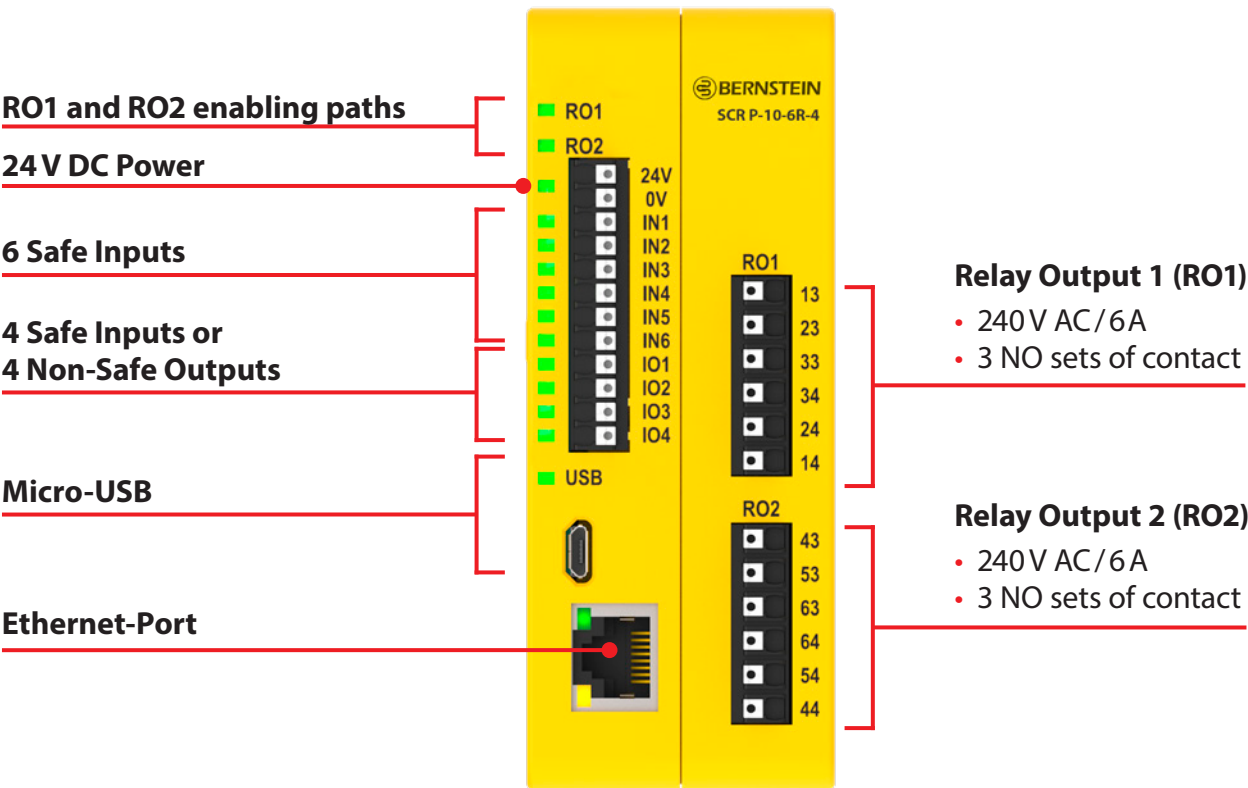 RO1 and RO2 enabling paths
24 V DC Power
6 Safe Inputs
4 Safe Inputs or
4 Non-Safe Outputs
Micro-USB
Ethernet-Port
RO1
RO2
24V
0V
IN1
IN2
IN3
IN4
IN5
IN6
IO1
IO2
IO3
IO4
USB
BERNSTEIN
SCR P-10-6R-4
RO1
13
23
33
34
24
14
RO2
43
53
63
64
54
44
Relay Output 1 (RO1)
• 240 V AC / 6 A
• 3 NO sets of contact
Relay Output 2 (RO2)
• 240 V AC / 6 A
• 3 NO sets of contact